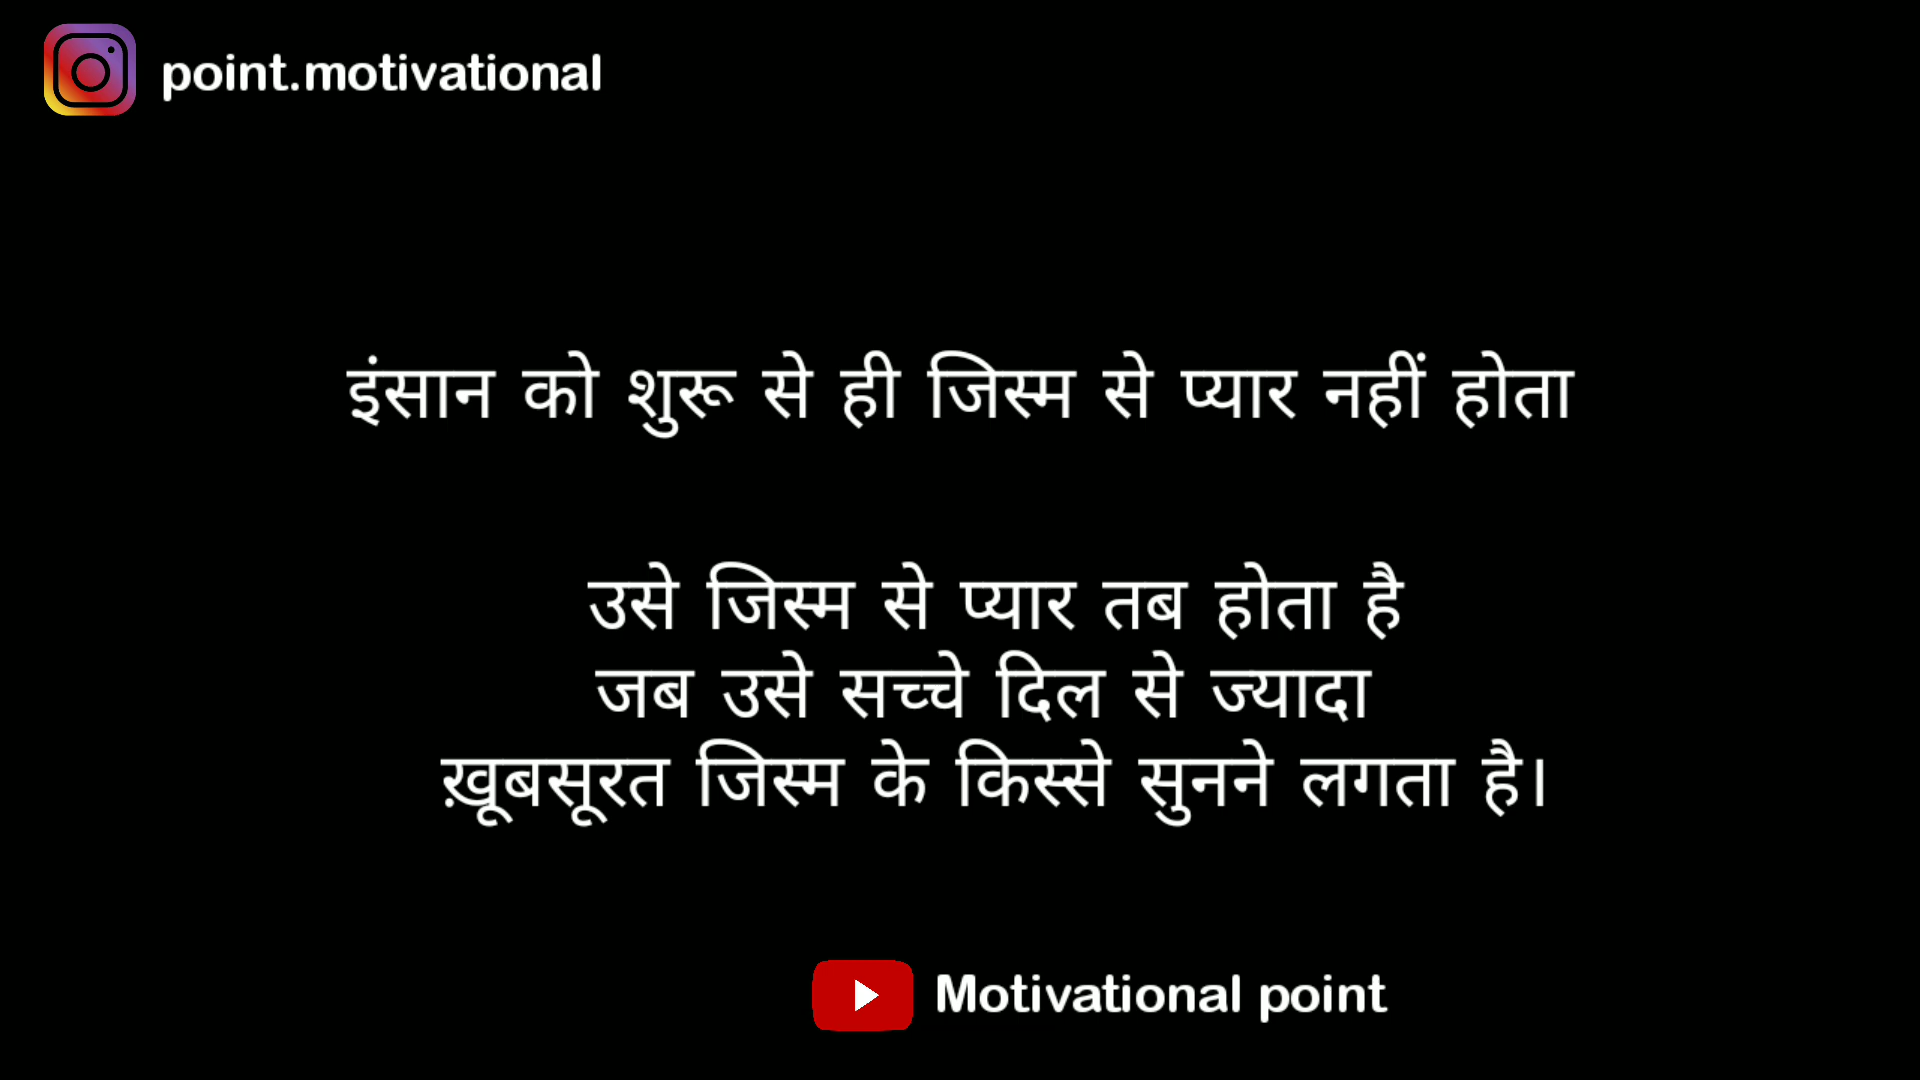 point.motivational
इंसान को शुरू से ही जिस्म से प्यार नहीं होता
उसे जिस्म से प्यार तब होता है
जब उसे सच्चे दिल से ज्यादा
ख़ूबसूरत जिस्म के किस्से सुनने लगता है।
Motivational point